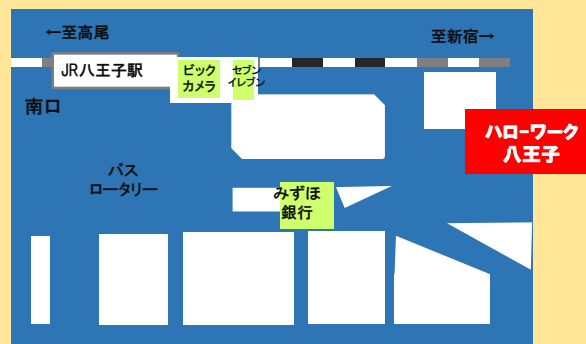 ←至高尾
至新宿→
JR八王子駅
ビック
カメラ
セブン
イレブン
南口
ハローワーク
八王子
バス
ロータリー
みずほ
銀行